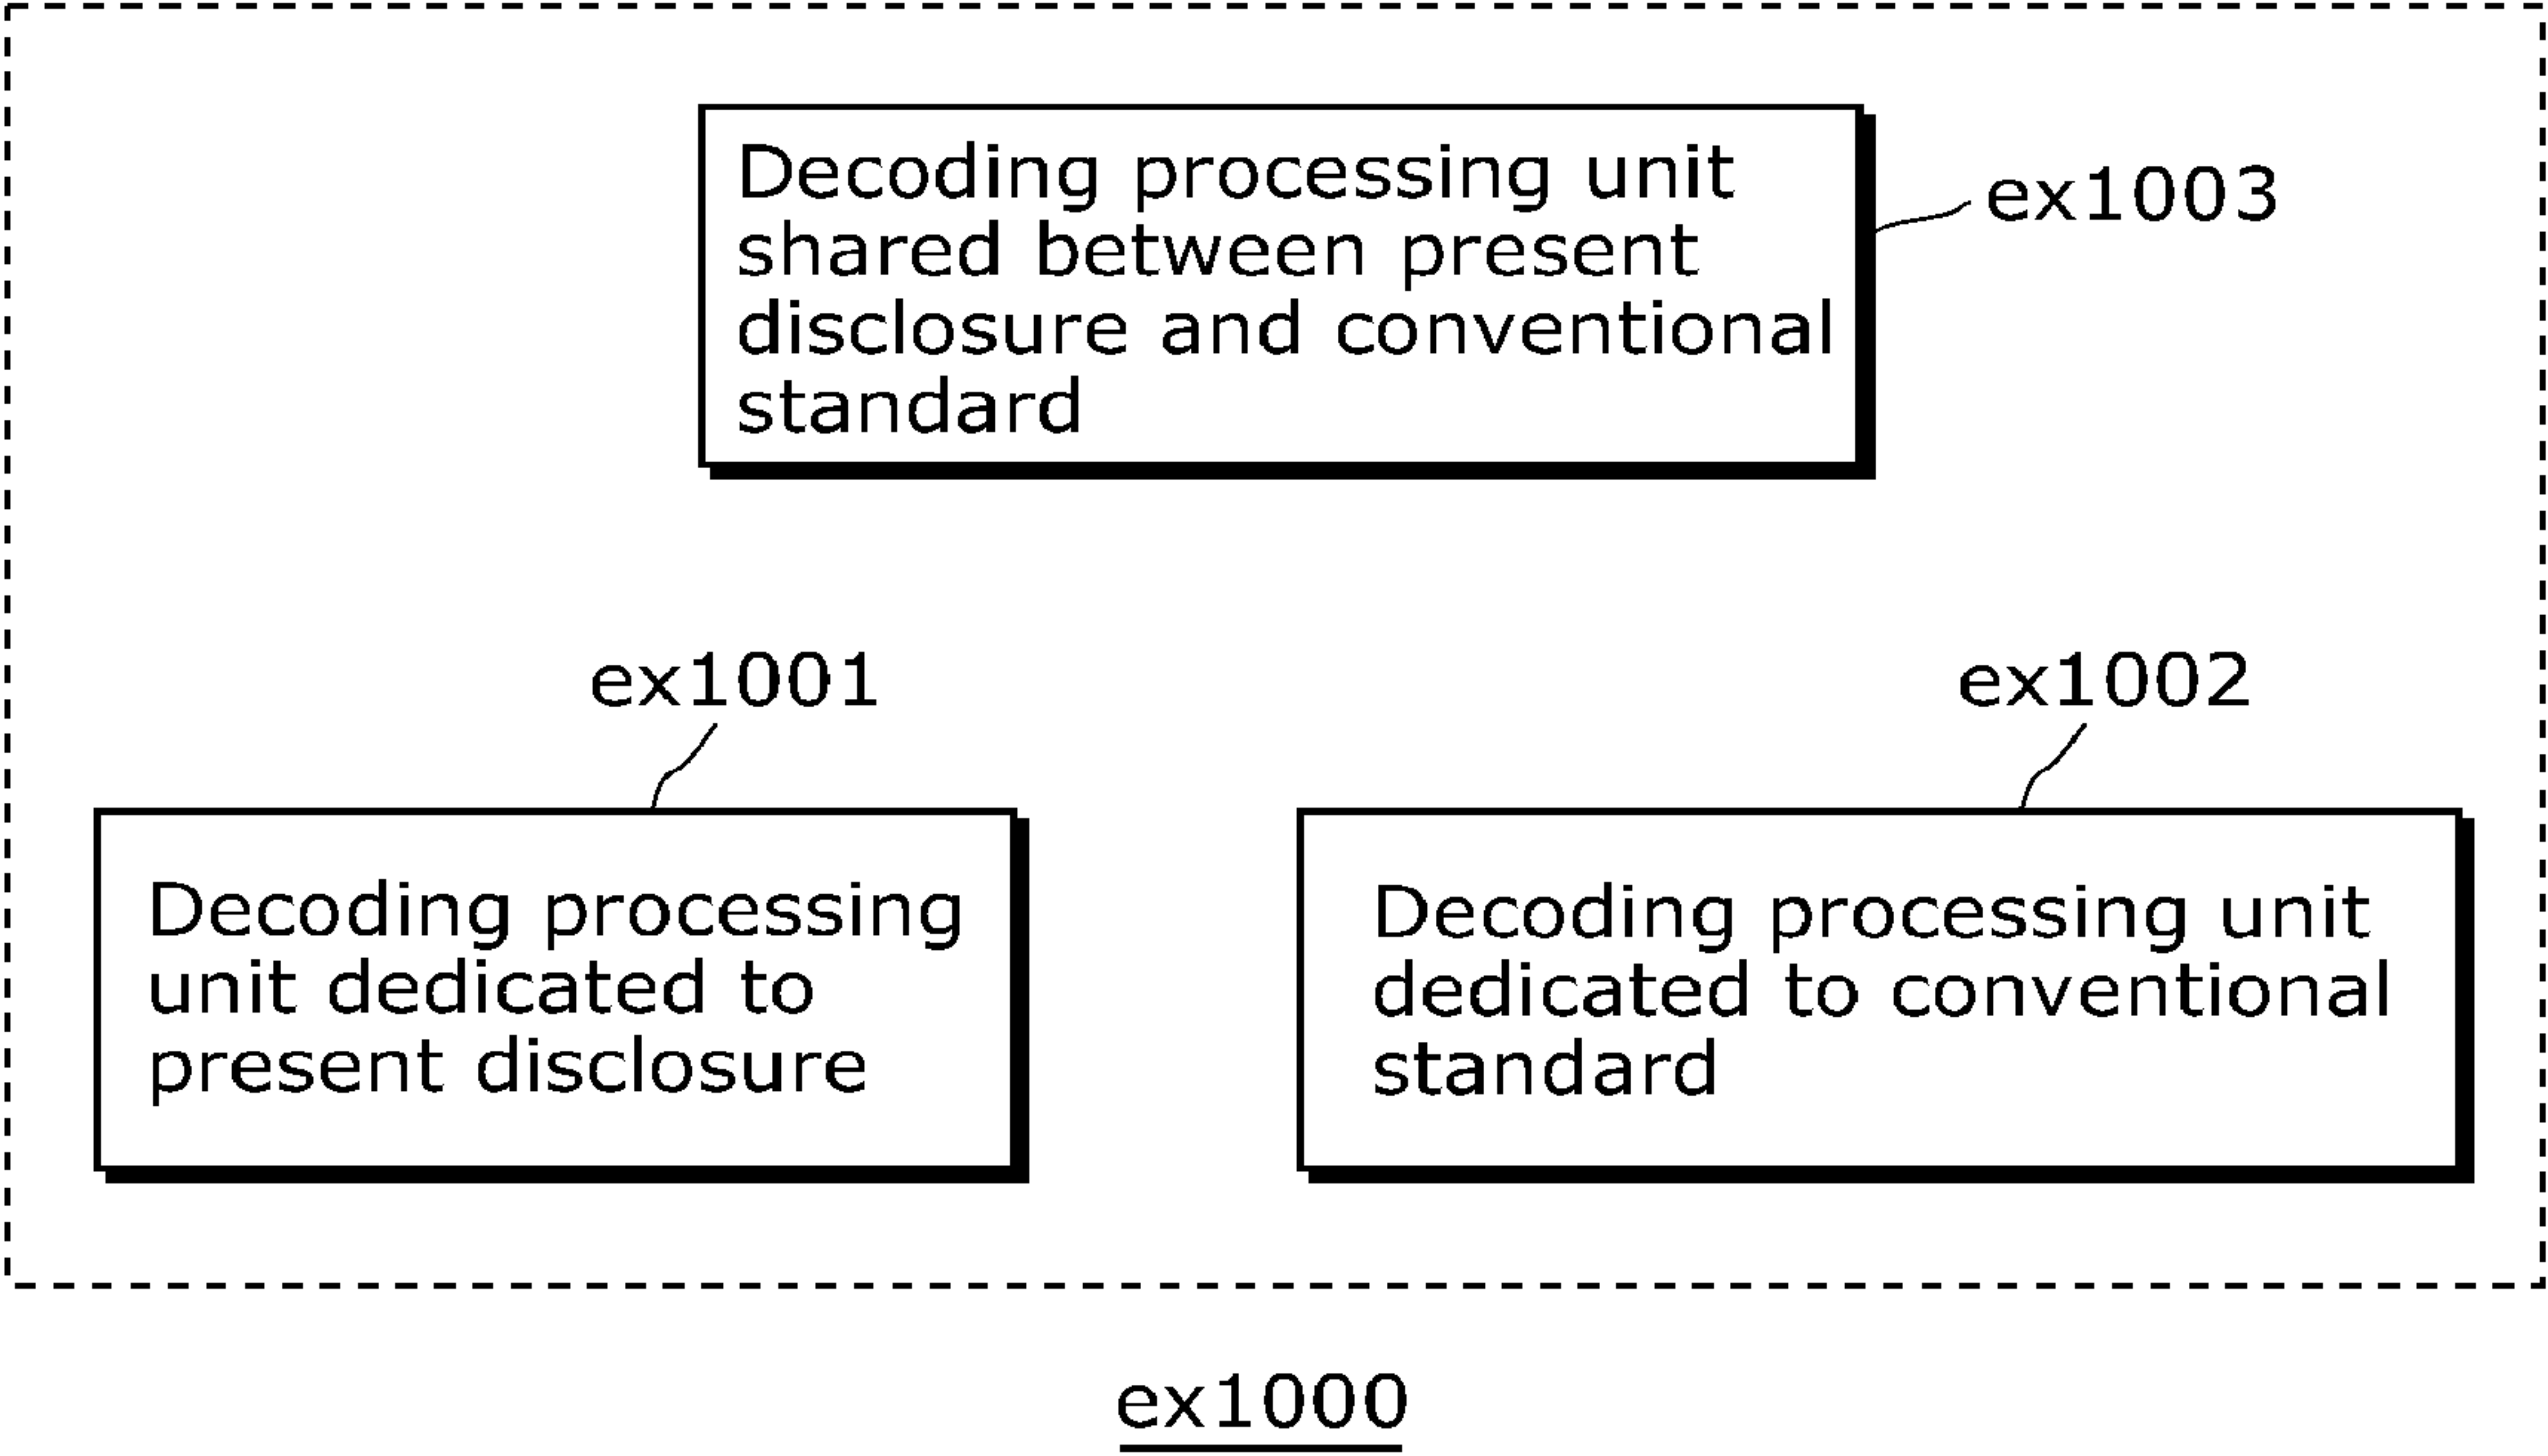 Decoding processing unit
shared between present
disclosure and conventional
standard
ex1003
ex1001
ex1002
Decoding processing
unit dedicated to
present disclosure
Decoding processing unit
dedicated to conventional
standard
ex1000